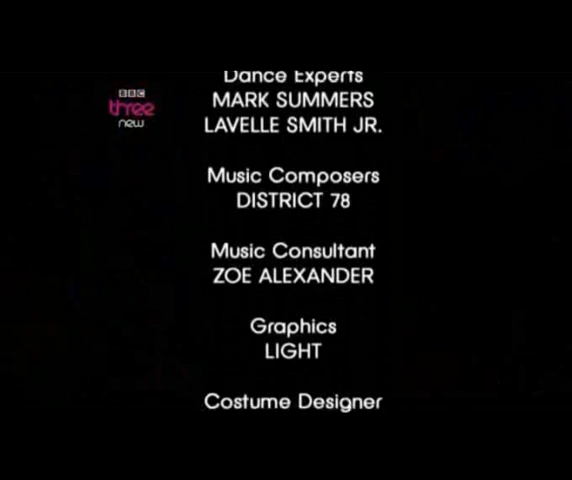 Dance Experts
BBC
three
new
MARK SUMMERS
LAVELLE SMITH JR.
Music Composers
DISTRICT 78
Music Consultant
ZOE ALEXANDER
Graphics
LIGHT
Costume Designer